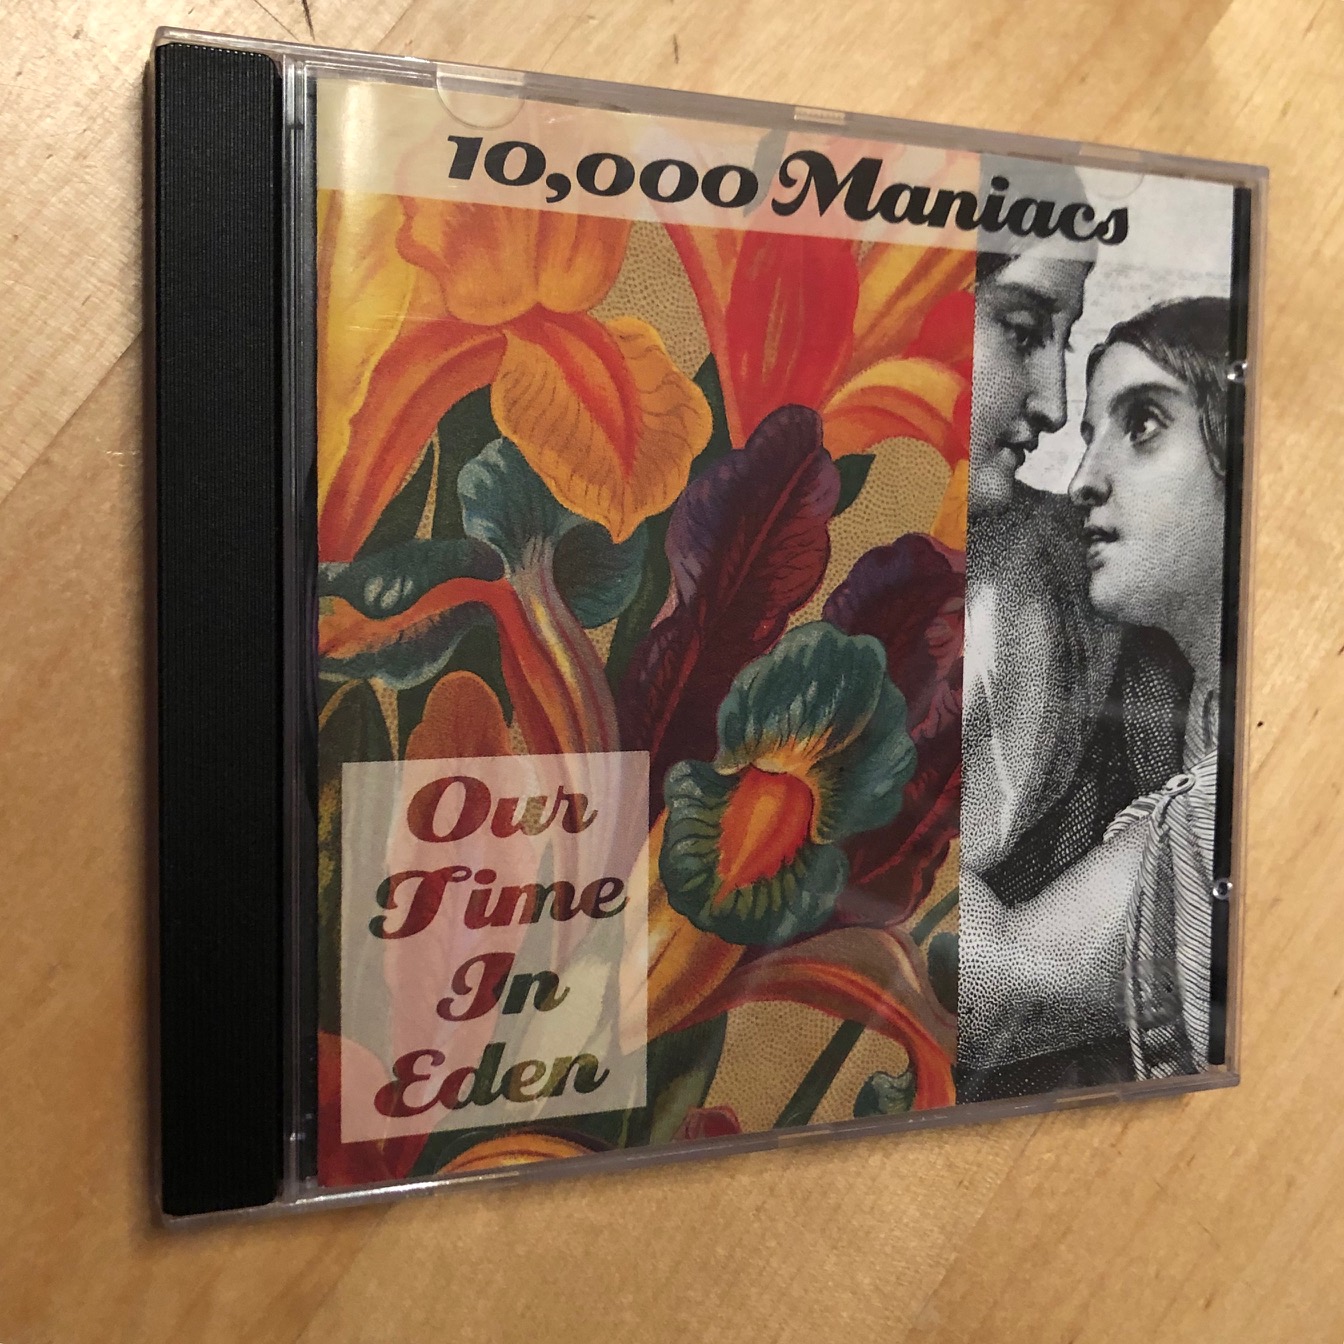 10,000 Maniacs
Our
Time
In
Eden